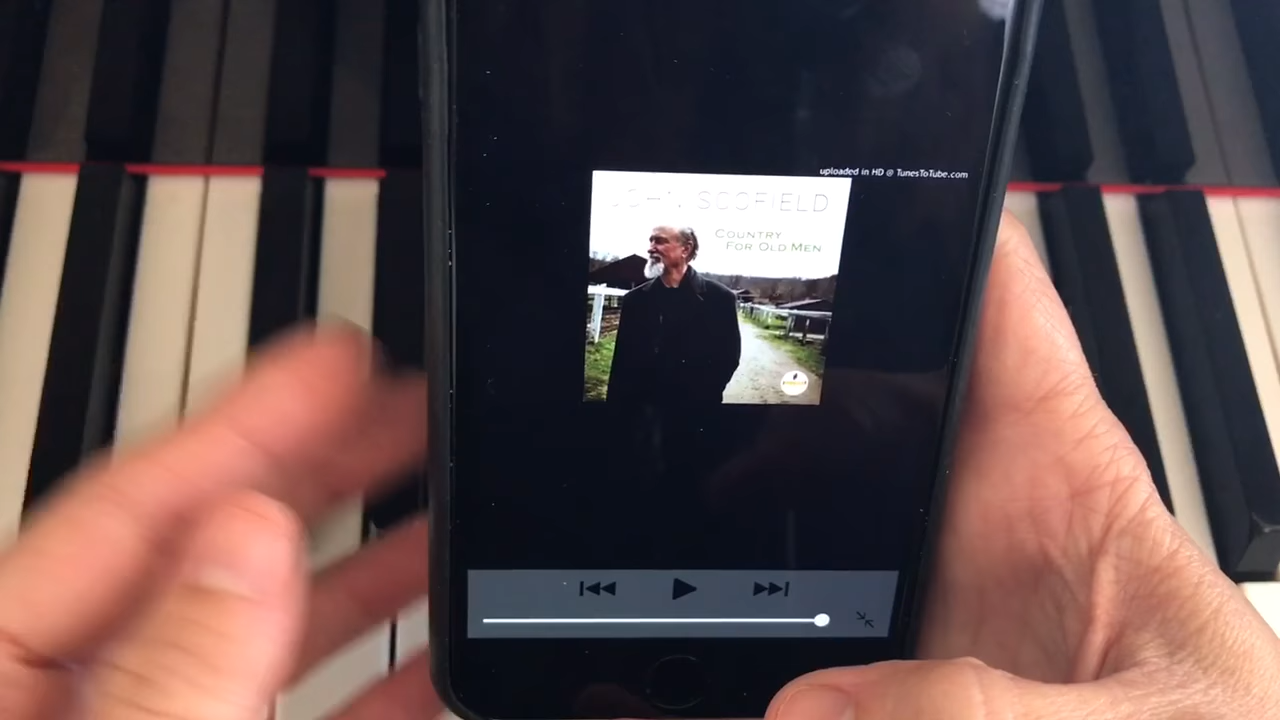 uploaded in HD @ TunesToTube.com
JOHN SCOFIELD
COUNTRY
FOR OLD MEN